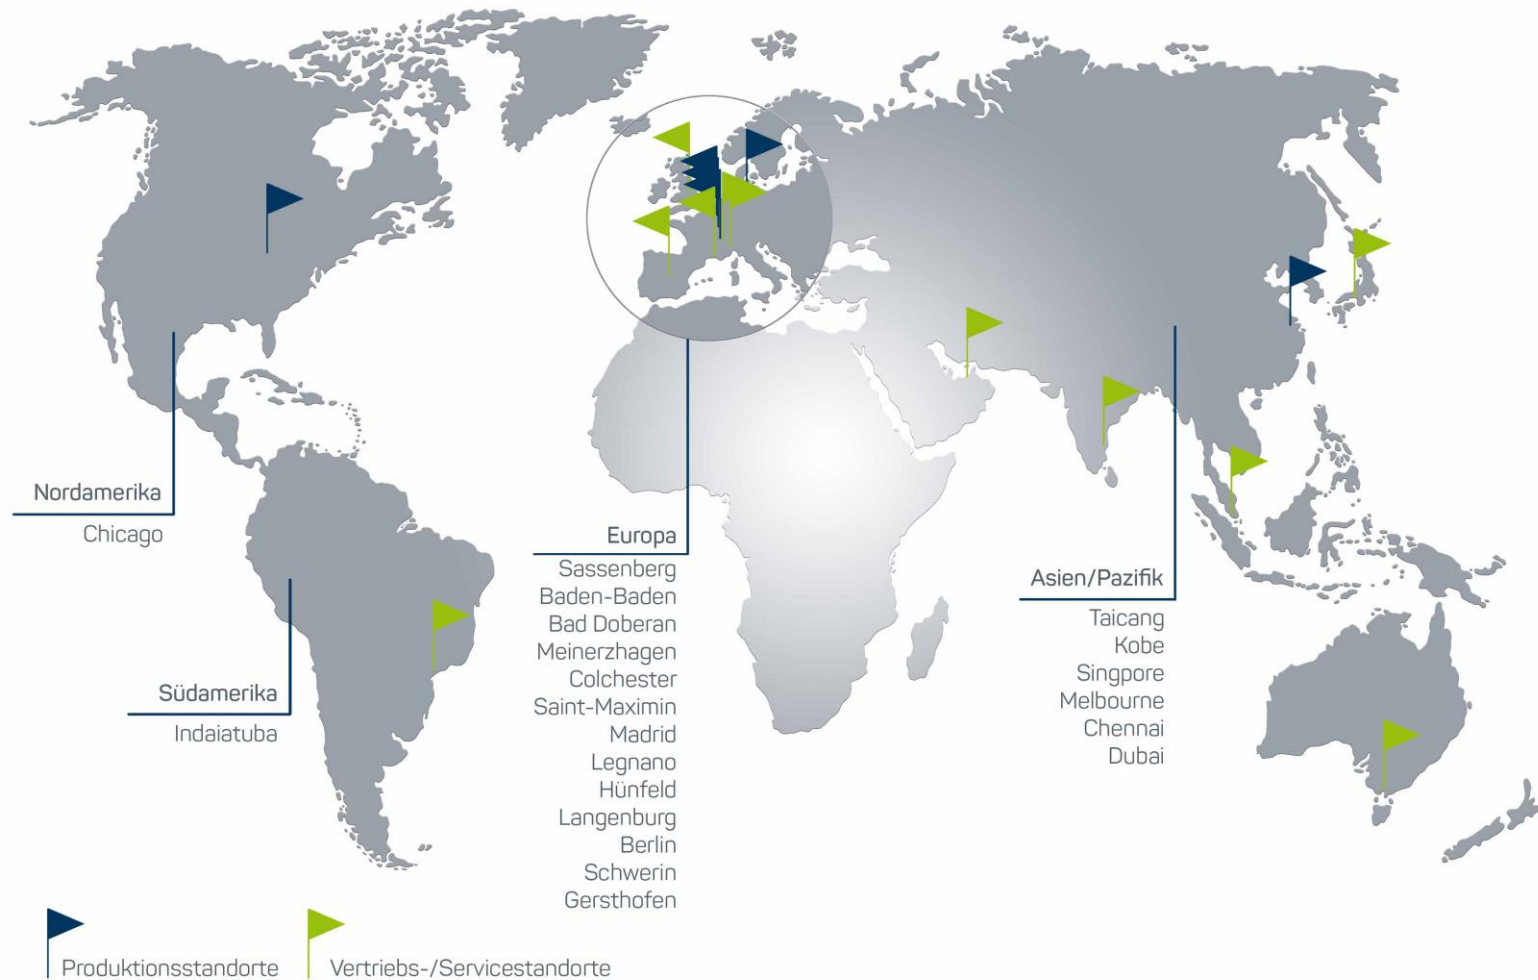 Nordamerika
Chicago
Südamerika
Indaiatuba
Europa
Sassenberg
Baden-Baden
Bad Doberan
Meinerzhagen
Colchester
Saint-Maximin
Madrid
Legnano
Hünfeld
Langenburg
Berlin
Schwerin
Gersthofen
Asien/Pazifik
Taicang
Kobe
Singpore
Melbourne
Chennai
Dubai
Produktionsstandorte
Vertriebs-/Servicestandorte